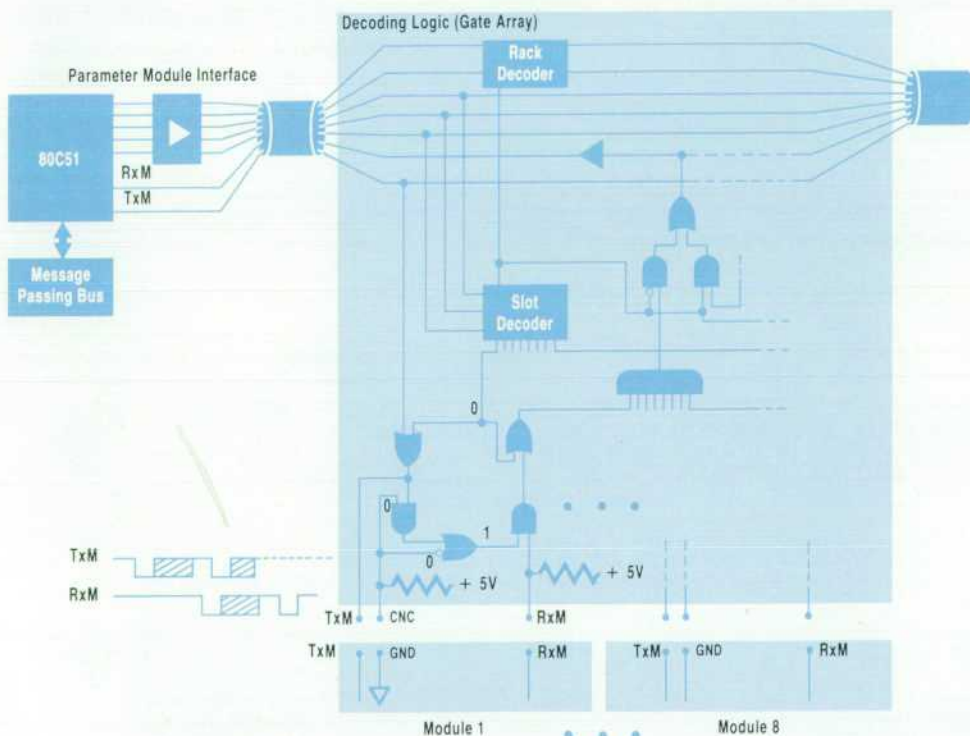 Decoding Logic (Gate Array)
Rack
Decoder
Parameter Module Interface
80C51
RxM
TxM
Message
Passing Bus
Slot
Decoder
0
0
1
0
TxM
+ 5V
+ 5V
RxM
TxM
CNC
RxM
TxM
GND
RxM
TxM
GND
RxM
Module 1
Module 8